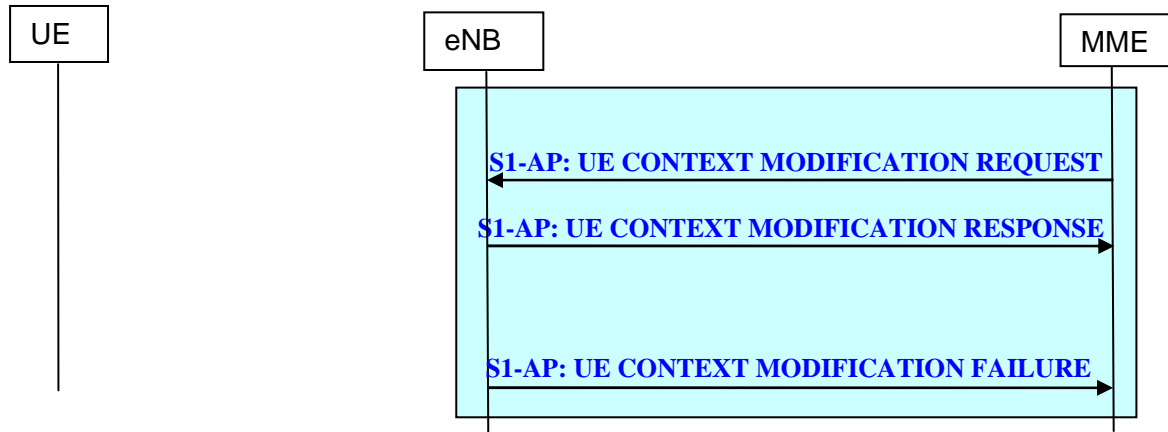 UE
eNB
MME
S1-AP: UE CONTEXT MODIFICATION REQUEST
S1-AP: UE CONTEXT MODIFICATION RESPONSE
S1-AP: UE CONTEXT MODIFICATION FAILURE